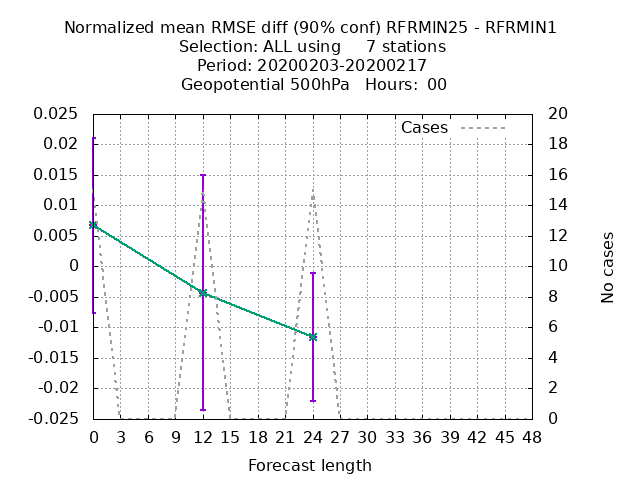 Normalized mean RMSE diff (90% conf) RFRMIN25 - RFRMIN1
Selection: ALL using     7 stations
Period: 20200203-20200217
Geopotential 500hPa   Hours:  00
Cases
0.025
0.02
0.015
0.01
0.005
0
-0.005
-0.01
-0.015
-0.02
-0.025
20
18
16
14
12
10
8
6
4
2
0
No cases
0 3 6 9 12 15 18 21 24 27 30 33 36 39 42 45 48
Forecast length